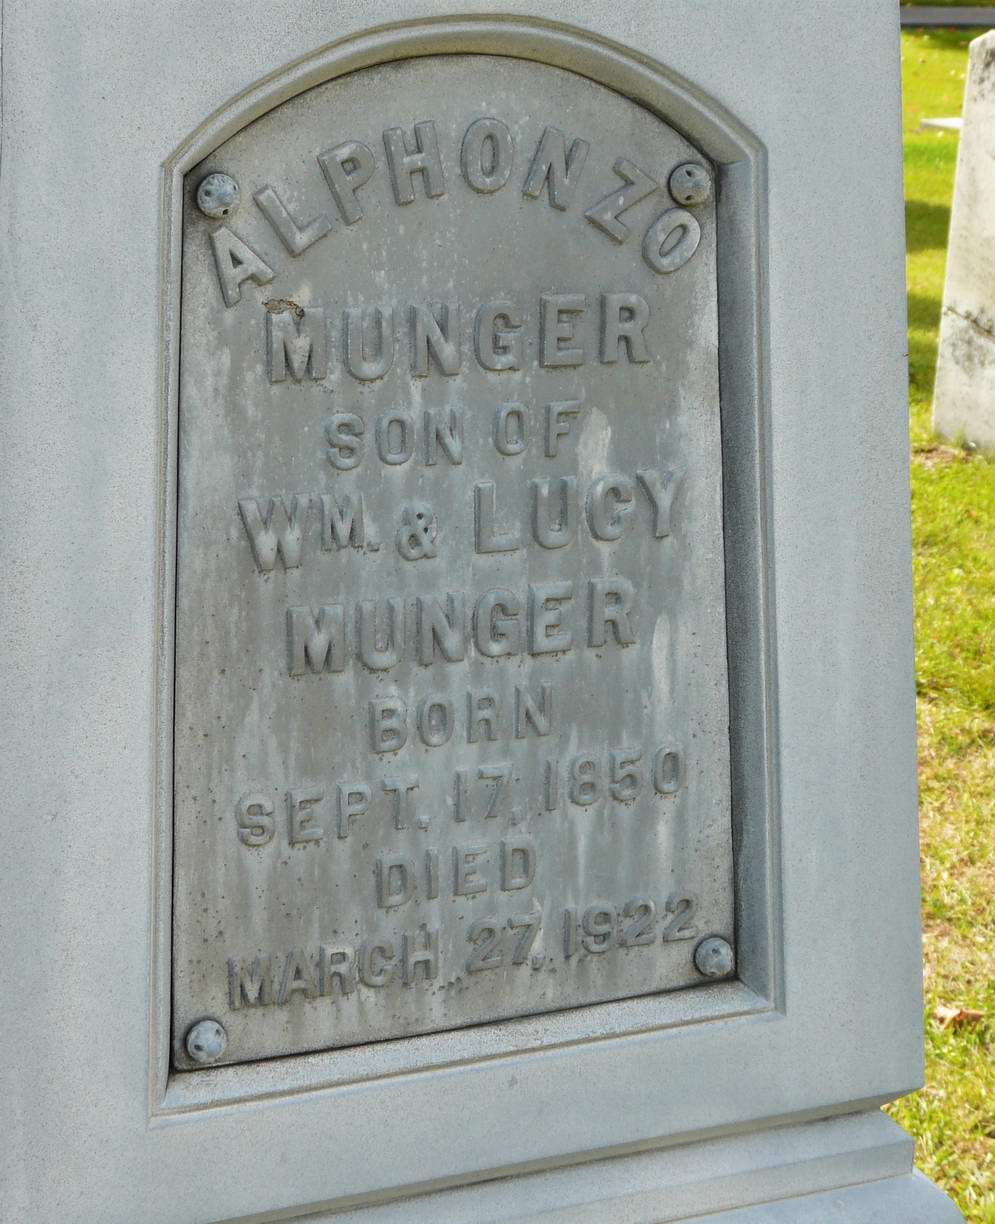 ALPHONZO
MUNGER
SON OF
WM. & LUCY
MUNGER
BORN
SEPT. 17, 1850
DIED
MARCH 27, 1922